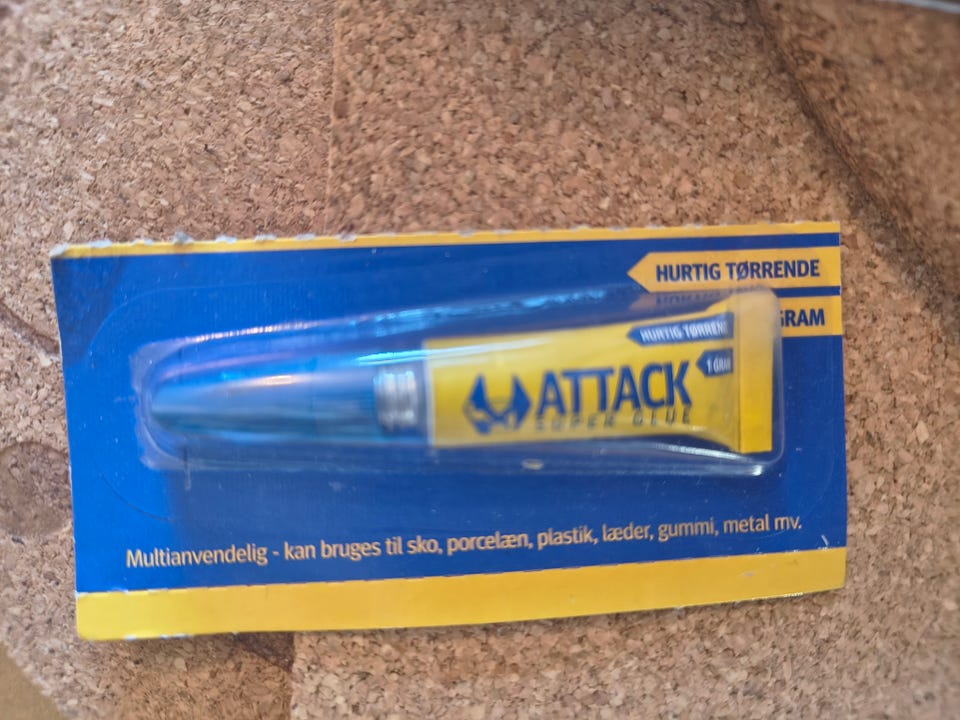 HURTIG TØRRENDE
GRAM
HURTIG TØRREN
1 GRAM
ATTACK
SUPER GLUE
Multianvendelig - kan bruges til sko, porcelæn, plastik, læder, gummi, metal mv.